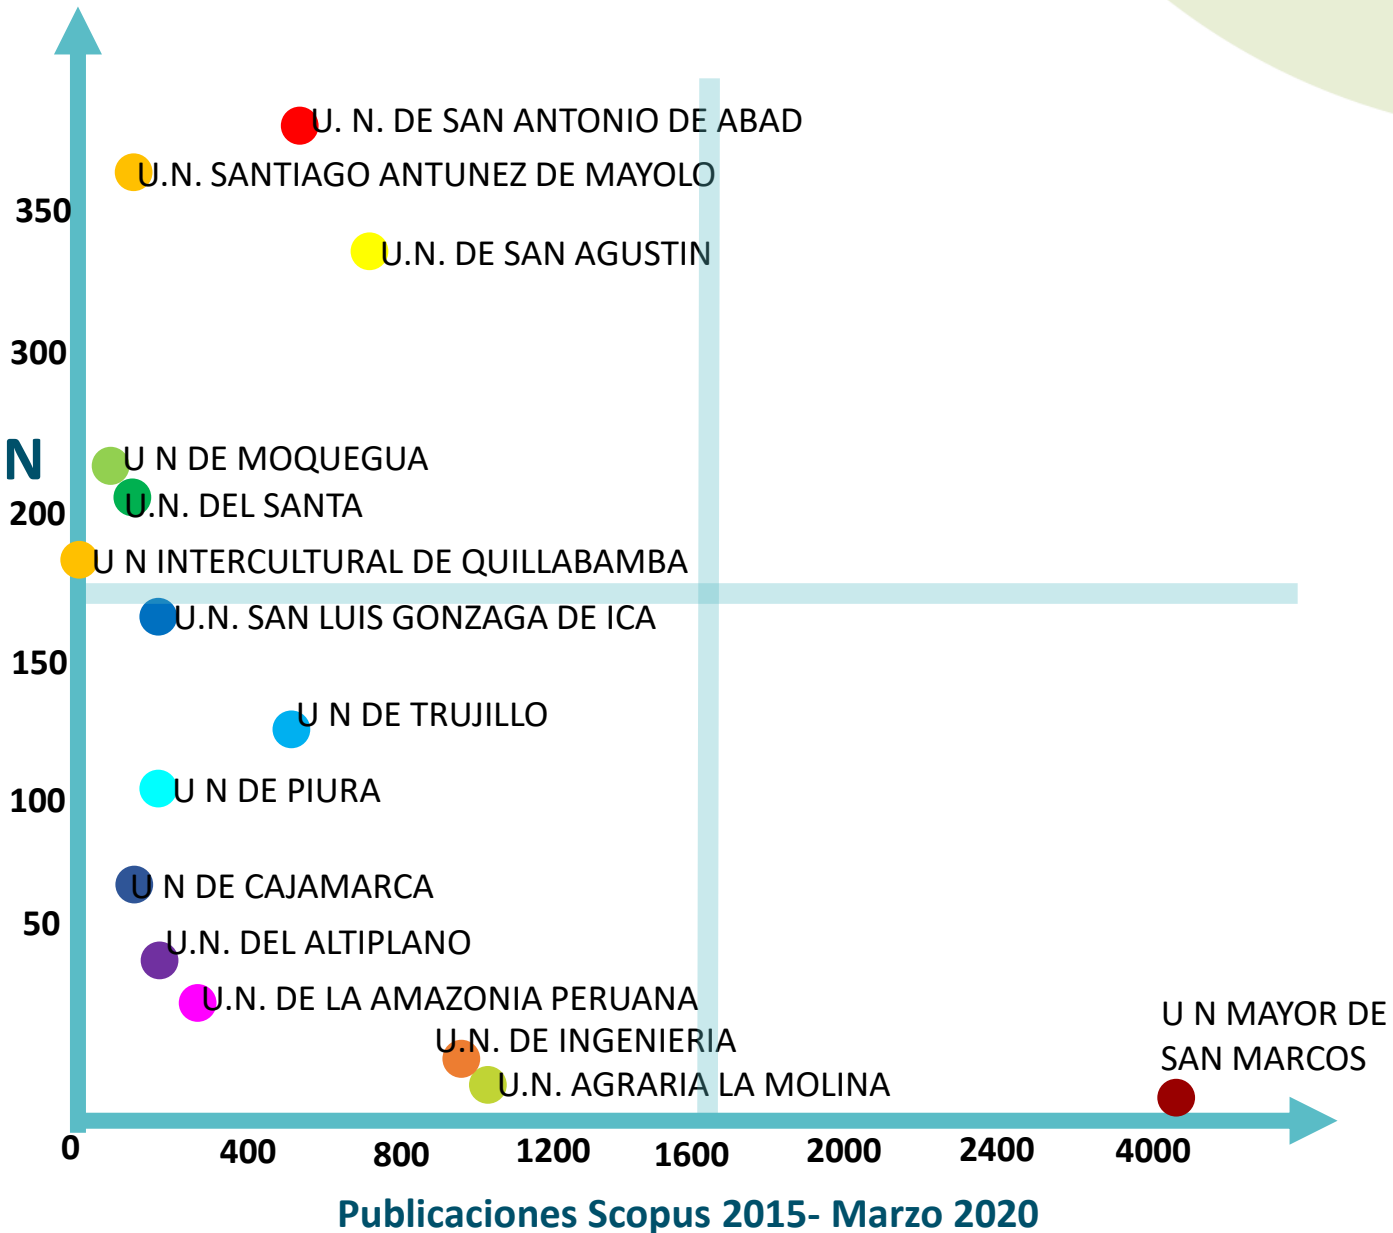 U. N. DE SAN ANTONIO DE ABAD
U.N. SANTIAGO ANTUNEZ DE MAYOLO
350
U.N. DE SAN AGUSTIN
300
N
U N DE MOQUEGUA
200
U.N. DEL SANTA
U N INTERCULTURAL DE QUILLABAMBA
U.N. SAN LUIS GONZAGA DE ICA
150
U N DE TRUJILLO
100
U N DE PIURA
U N DE CAJAMARCA
50
U.N. DEL ALTIPLANO
U.N. DE LA AMAZONIA PERUANA
U.N. DE INGENIERIA
U.N. AGRARIA LA MOLINA
U N MAYOR DE
SAN MARCOS
0 400 800 1200 1600 2000 2400 4000
Publicaciones Scopus 2015- Marzo 2020